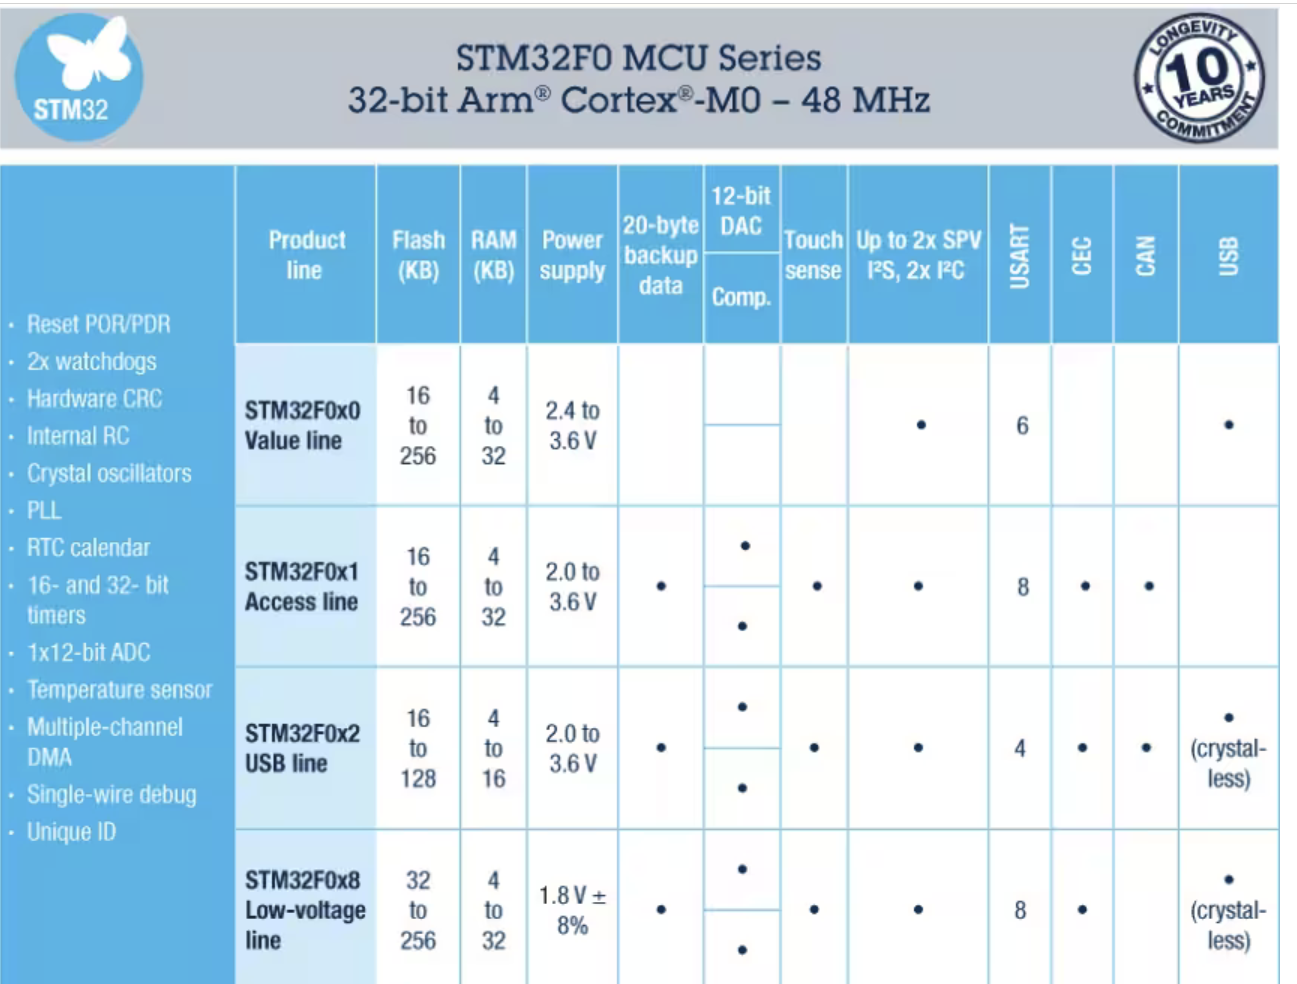 STM32
STM32F0 MCU Series
32-bit Arm® Cortex®-M0 – 48 MHz
LONGEVITY
10
YEARS
COMMITMENT
• Reset POR/PDR
• 2x watchdogs
• Hardware CRC
• Internal RC
• Crystal oscillators
• PLL
• RTC calendar
• 16- and 32- bit
timers
• 1x12-bit ADC
• Temperature sensor
• Multiple-channel
DMA
• Single-wire debug
• Unique ID
Product
line
Flash
(KB)
RAM
(KB)
Power
supply
20-byte
backup
data
12-bit
DAC
Comp.
Touch
sense
Up to 2x SPV
I²S, 2x I²C
USART
CEC
CAN
USB
STM32F0x0
Value line
16
to
256
4
to
32
2.4 to
3.6 V
•
6
•
STM32F0x1
Access line
16
to
256
4
to
32
2.0 to
3.6 V
•
•
•
•
•
8
•
•
STM32F0x2
USB line
16
to
128
4
to
16
2.0 to
3.6 V
•
•
•
•
•
4
•
•
•
(crystal-
less)
STM32F0x8
Low-voltage
line
32
to
256
4
to
32
1.8 V ±
8%
•
•
•
•
•
8
•
•
(crystal-
less)